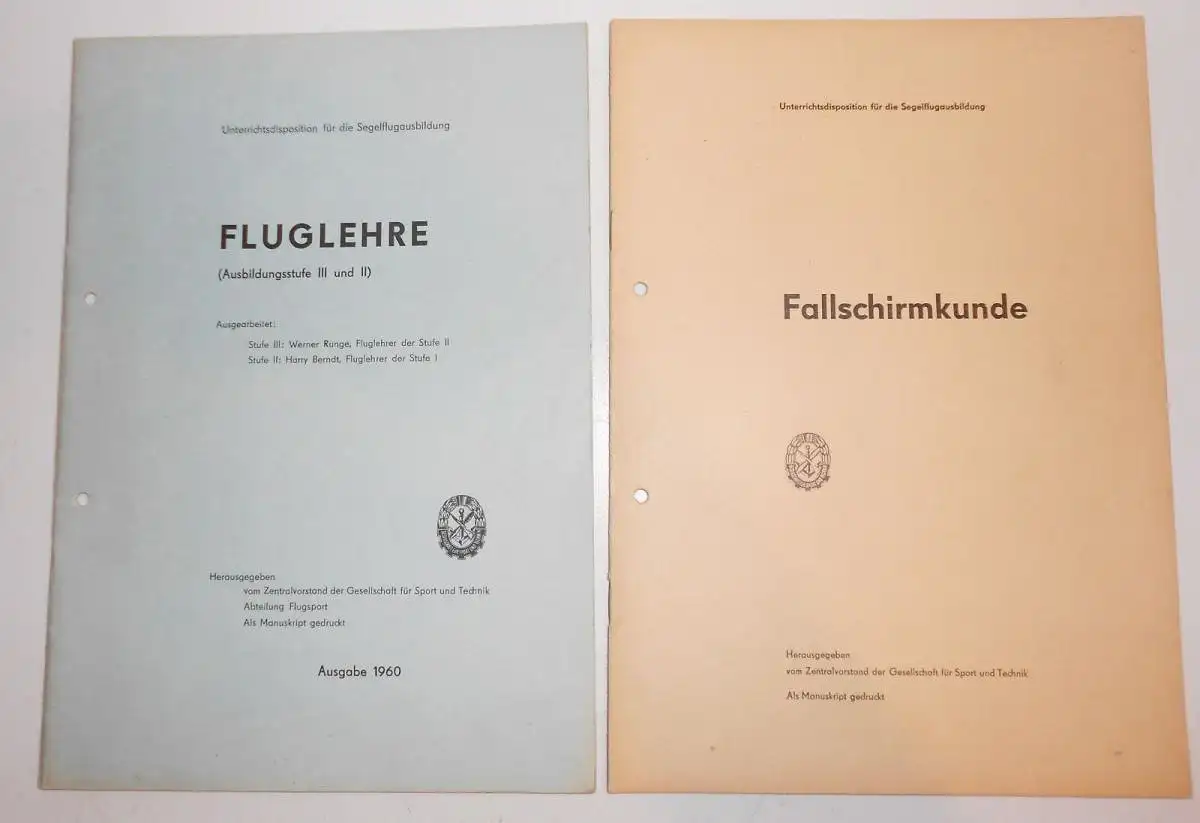 Unterrichtsdisposition für die Segelflugausbildung
FLUGLEHRE
(Ausbildungsstufe III und II)
Ausgearbeitet:
Stufe III: Werner Runge, Fluglehrer der Stufe II
Stufe II: Harry Berndt, Fluglehrer der Stufe I
Herausgegeben
vom Zentralvorstand der Gesellschaft für Sport und Technik
Abteilung Flugsport
Als Manuskript gedruckt
Ausgabe 1960
Unterrichtsdisposition für die Segelflugausbildung
Fallschirmkunde
Herausgegeben
vom Zentralvorstand der Gesellschaft für Sport und Technik
Als Manuskript gedruckt